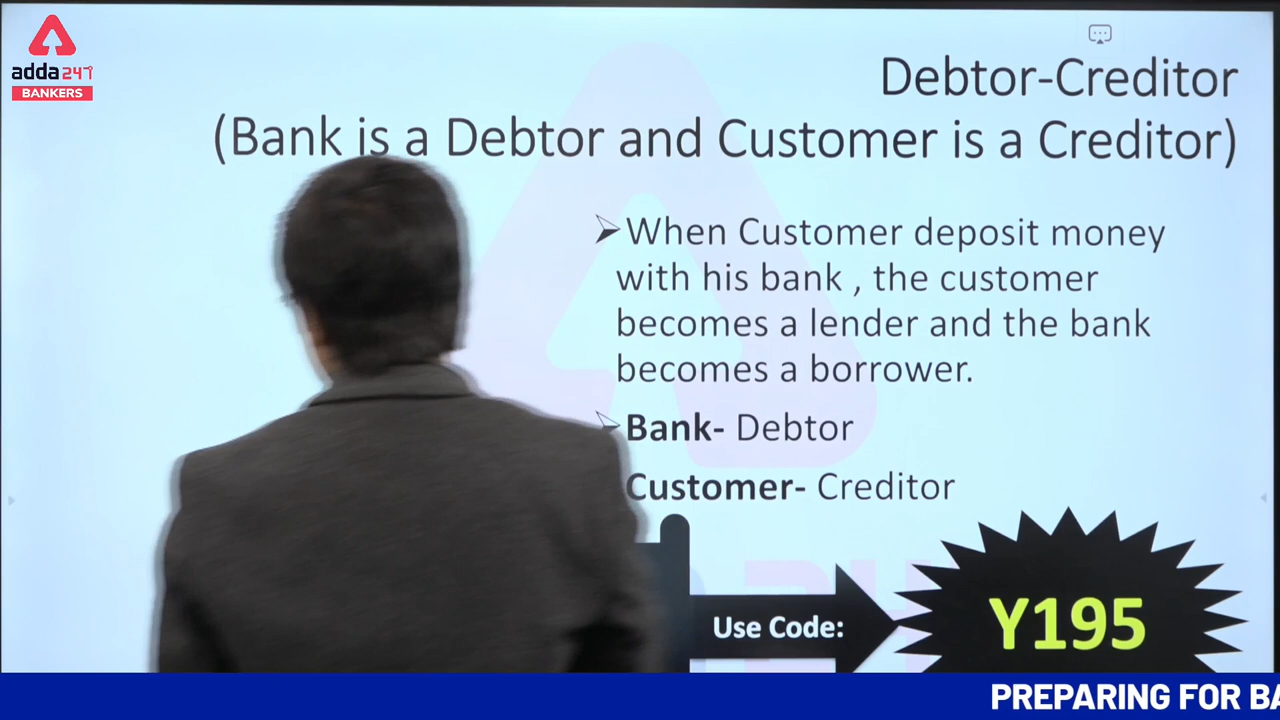 adda247
BANKERS
Debtor-Creditor
(Bank is a Debtor and Customer is a Creditor)
➢When Customer deposit money
with his bank , the customer
becomes a lender and the bank
becomes a borrower.
➢Bank- Debtor
Customer- Creditor
Use Code:
Y195
PREPARING FOR BA